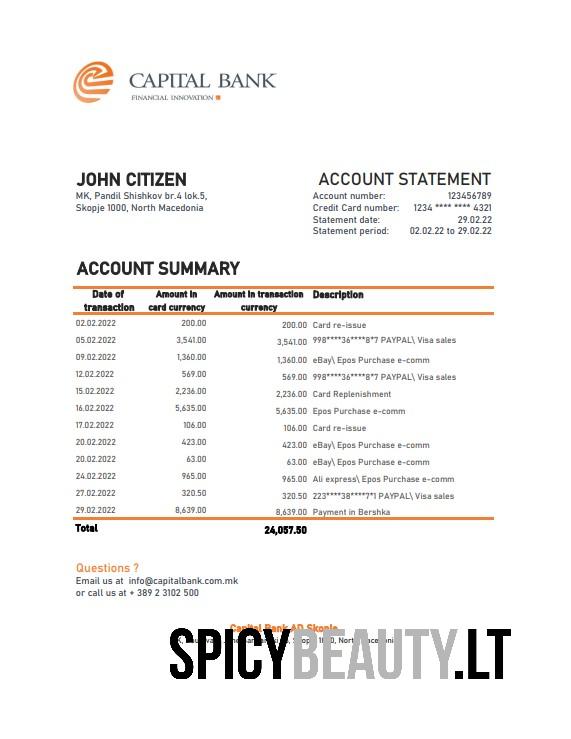 CAPITAL BANK
FINANCIAL INNOVATION
JOHN CITIZEN
MK, Pandil Shishkov br.4 lok.5,
Skopje 1000, North Macedonia
ACCOUNT STATEMENT
Account number: 123456789
Credit Card number: 1234 **** **** 4321
Statement date: 29.02.22
Statement period: 02.02.22 to 29.02.22
ACCOUNT SUMMARY
Date of transaction Amount in card currency Amount in transaction currency Description
02.02.2022 200.00 200.00 Card re-issue
05.02.2022 3,541.00 3,541.00 998****36****8*7 PAYPAL\ Visa sales
09.02.2022 1,360.00 1,360.00 eBay\ Epos Purchase e-comm
12.02.2022 569.00 569.00 998****36****8*7 PAYPAL\ Visa sales
15.02.2022 2,236.00 2,236.00 Card Replenishment
16.02.2022 5,635.00 5,635.00 Epos Purchase e-comm
17.02.2022 106.00 106.00 Card re-issue
20.02.2022 423.00 423.00 eBay\ Epos Purchase e-comm
20.02.2022 63.00 63.00 eBay\ Epos Purchase e-comm
24.02.2022 965.00 965.00 Ali express\ Epos Purchase e-comm
27.02.2022 320.50 320.50 223****38****7*1 PAYPAL\ Visa sales
29.02.2022 8,639.00 8,639.00 Payment in Bershka
Total 24,057.50
Questions ?
Email us at info@capitalbank.com.mk
or call us at + 389 2 3102 500
Capital Bank AD Skopje
SPICYBEAUTY.LT